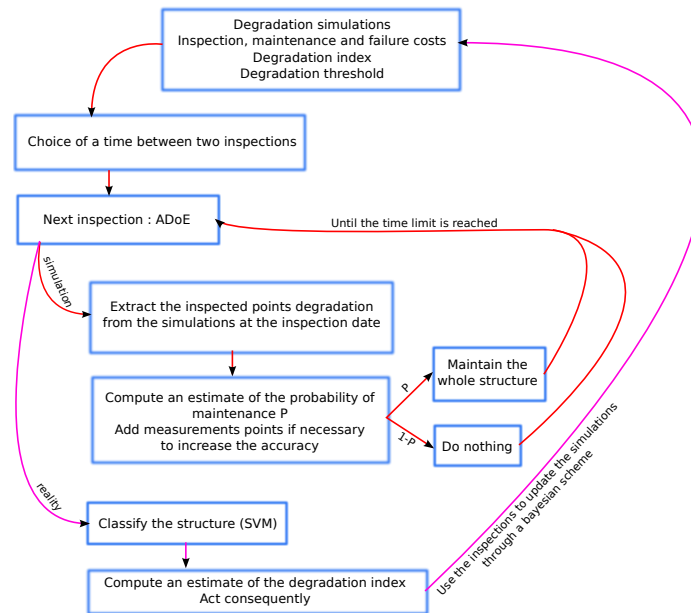 Degradation simulations
Inspection, maintenance and failure costs
Degradation index
Degradation threshold
Choice of a time between two inspections
Next inspection : ADoE
Until the time limit is reached
simulation
Extract the inspected points degradation
from the simulations at the inspection date
Maintain the
whole structure
P
Compute an estimate of the probability of
maintenance P
Add measurements points if necessary
to increase the accuracy
1-P
Do nothing
reality
Classify the structure (SVM)
Compute an estimate of the degradation index
Act consequently
Use the inspections to update the simulations
through a bayesian scheme